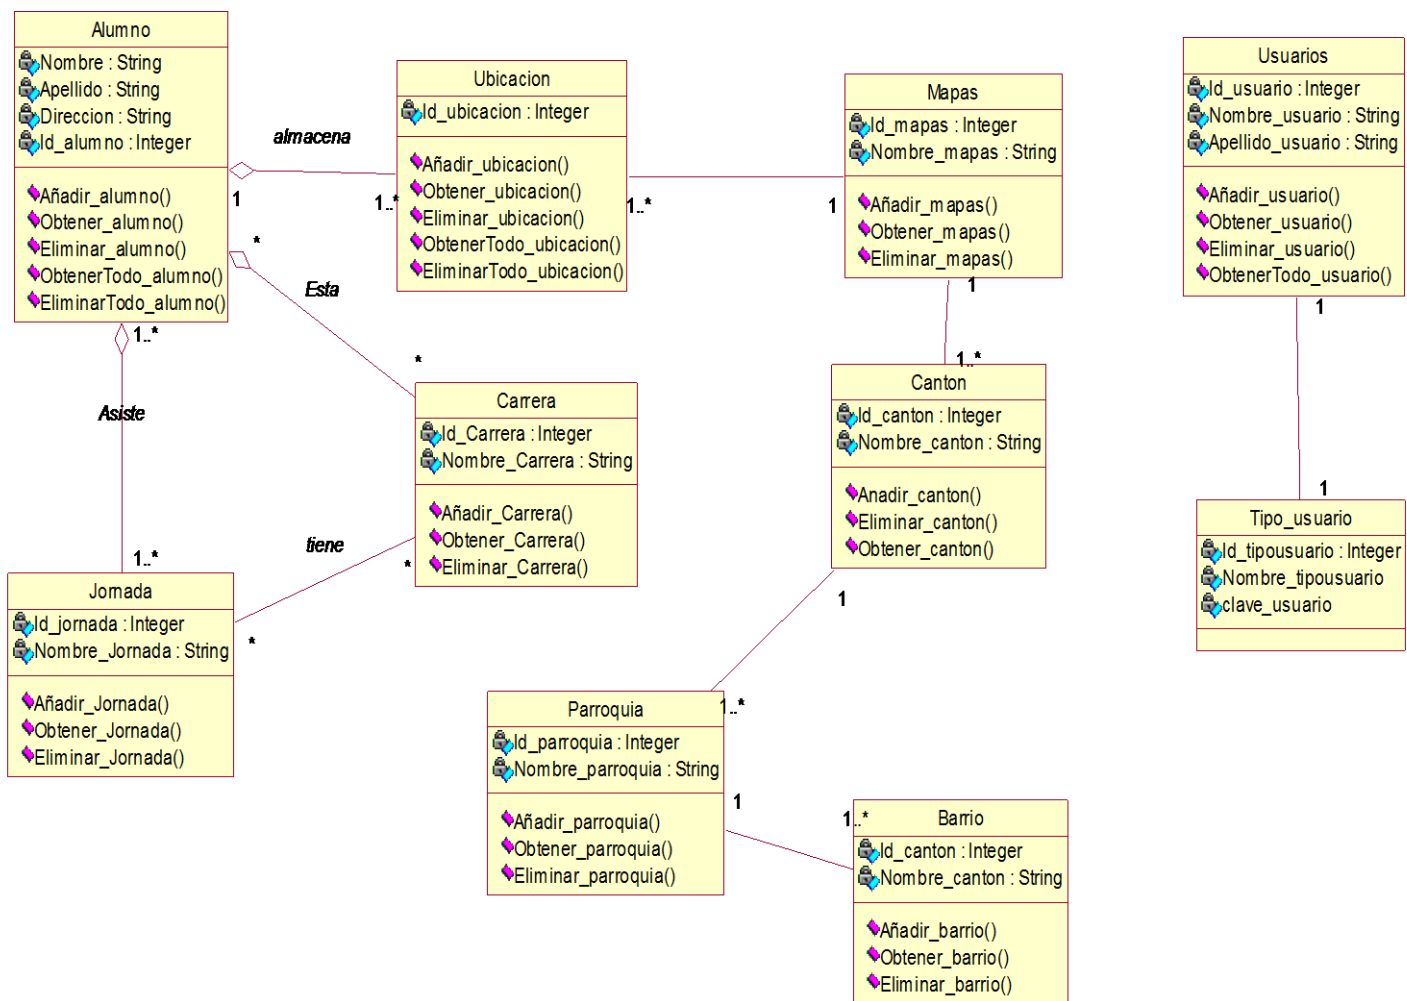 Alumno
Nombre : String
Apellido : String
Direccion : String
Id_alumno : Integer
Añadir_alumno()
Obtener_alumno()
Eliminar_alumno()
ObtenerTodo_alumno()
EliminarTodo_alumno()
almacena
1
1..*
Ubicacion
Id_ubicacion : Integer
Añadir_ubicacion()
Obtener_ubicacion()
Eliminar_ubicacion()
ObtenerTodo_ubicacion()
EliminarTodo_ubicacion()
1..*
1
Mapas
Id_mapas : Integer
Nombre_mapas : String
Añadir_mapas()
Obtener_mapas()
Eliminar_mapas()
1
1..*
Usuarios
Id_usuario : Integer
Nombre_usuario : String
Apellido_usuario : String
Añadir_usuario()
Obtener_usuario()
Eliminar_usuario()
ObtenerTodo_usuario()
1
1
*
Esta
*
1..*
Asiste
1..*
Carrera
Id_Carrera : Integer
Nombre_Carrera : String
Añadir_Carrera()
Obtener_Carrera()
Eliminar_Carrera()
tiene
*
*
Canton
Id_canton : Integer
Nombre_canton : String
Anadir_canton()
Eliminar_canton()
Obtener_canton()
1
1..*
Tipo_usuario
Id_tipousuario : Integer
Nombre_tipousuario
clave_usuario
Jornada
Id_jornada : Integer
Nombre_Jornada : String
Añadir_Jornada()
Obtener_Jornada()
Eliminar_Jornada()
Parroquia
Id_parroquia : Integer
Nombre_parroquia : String
Añadir_parroquia()
Obtener_parroquia()
Eliminar_parroquia()
1
1..*
Barrio
Id_canton : Integer
Nombre_canton : String
Añadir_barrio()
Obtener_barrio()
Eliminar_barrio()